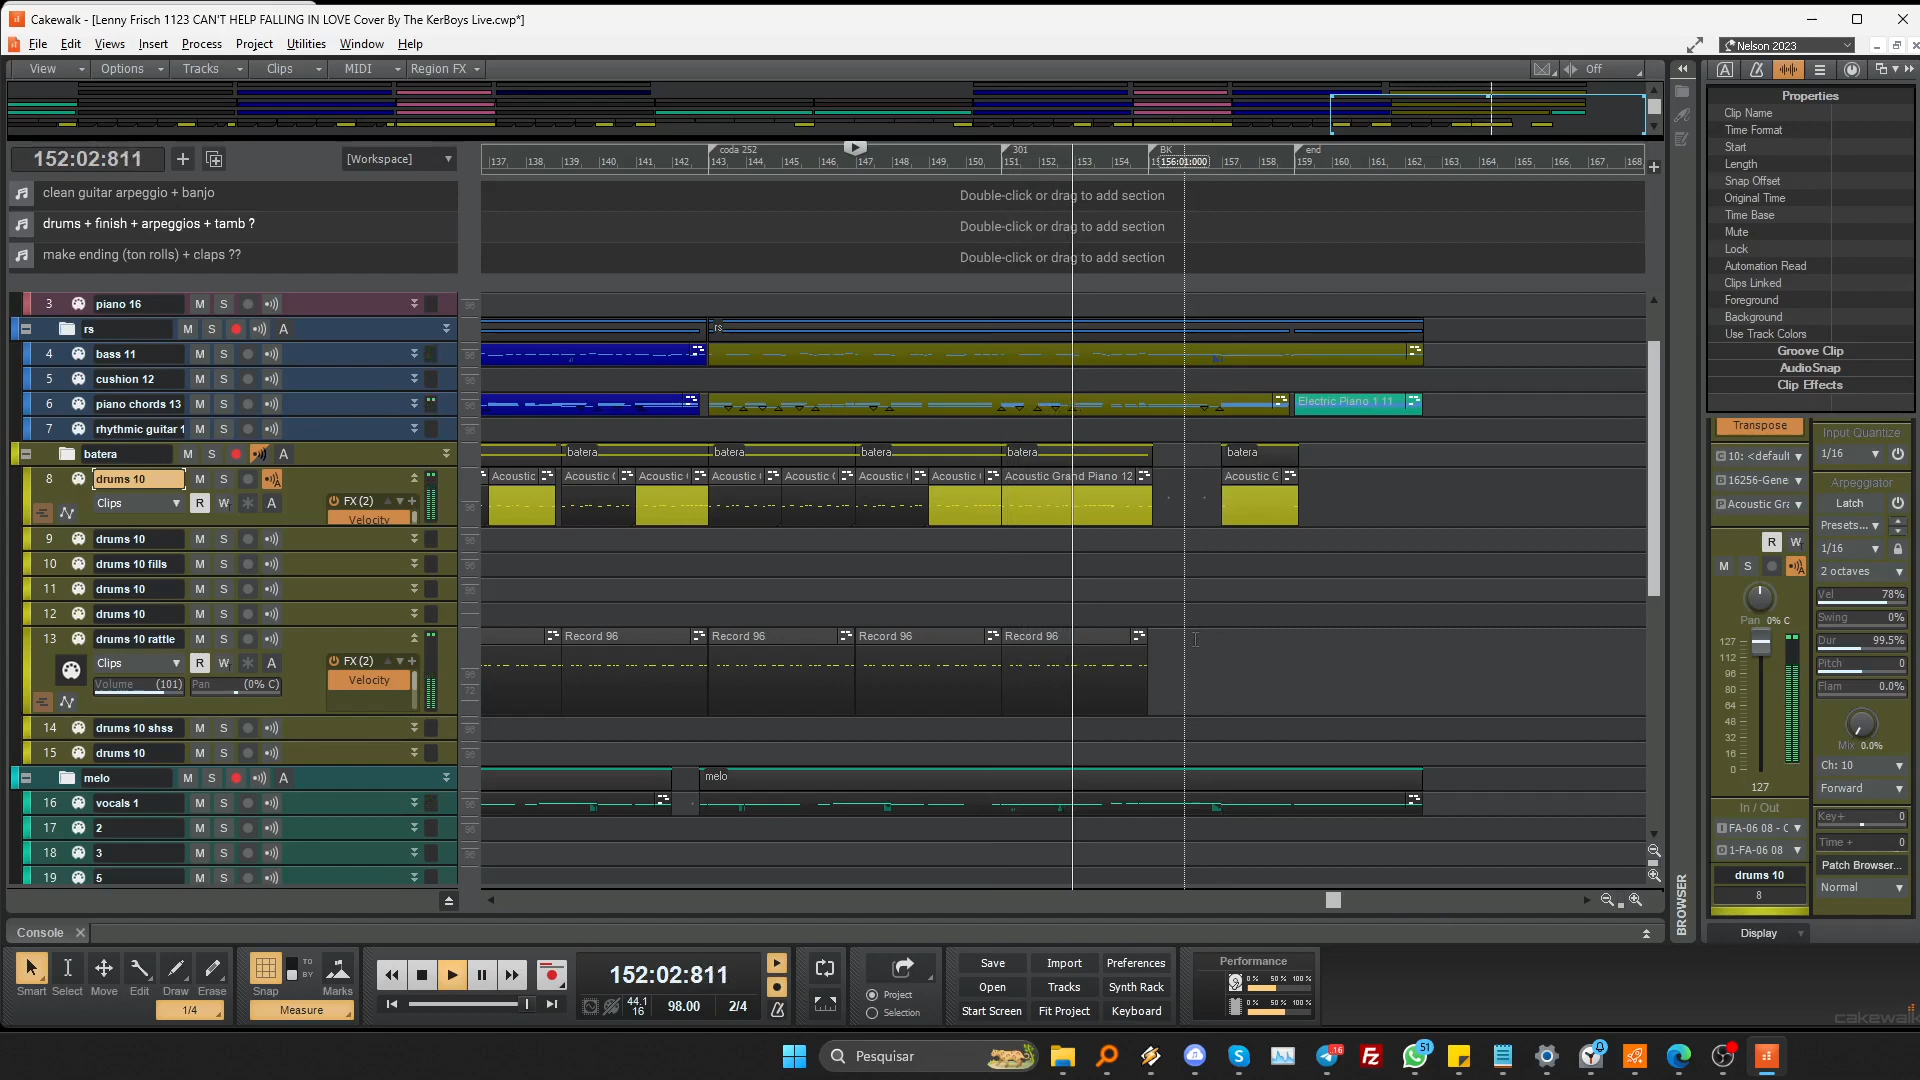 Cakewalk - [Lenny Frisch 1123 CAN'T HELP FALLING IN LOVE Cover By The KerBoys Live.cwp*]
File Edit Views Insert Process Project Utilities Window Help
Nelson 2023
View Options Tracks Clips MIDI Region FX Off
152:02:811 [Workspace]
coda 252 301 BK end
137, 138, 139, 140, 141, 142, 143, 144, 145, 146, 147, 148, 149, 150, 151, 152, 153, 154, 156:01:000 157, 158, 159, 160, 161, 162, 163, 164, 165, 166, 167, 168,
clean guitar arpeggio + banjo
Double-click or drag to add section
drums + finish + arpeggios + tamb ?
Double-click or drag to add section
make ending (ton rolls) + claps ??
Double-click or drag to add section
3 piano 16 M S
rs M S A rs
4 bass 11 M S
5 cushion 12 M S
6 piano chords 13 M S Electric Piano 1 11
7 rhythmic guitar 1 M S
batera M S A batera batera batera batera batera
8 drums 10 M S Acoustic Acoustic G Acoustic Acoustic G Acoustic Acoustic Acoustic G Acoustic Grand Piano 12 Acoustic G
Clips R W A FX (2)
Velocity
9 drums 10 M S
10 drums 10 fills M S
11 drums 10 M S
12 drums 10 M S
13 drums 10 rattle M S Record 96 Record 96 Record 96 Record 96
Clips R W A FX (2)
Volume (101) Pan (0% C) Velocity
14 drums 10 shss M S
15 drums 10 M S
melo M S A melo
16 vocals 1 M S
17 2 M S
18 3 M S
19 5 M S
Properties
Clip Name
Time Format
Start
Length
Snap Offset
Original Time
Time Base
Mute
Lock
Automation Read
Clips Linked
Foreground
Background
Use Track Colors
Groove Clip
AudioSnap
Clip Effects
Transpose Input Quantize
10: <default 1/16
16256-Gene
Arpeggiator
Acoustic Gra Latch
Presets...
R W 1/16
M S 2 octaves
Vel 78%
Swing 0%
Pan 0% C
Dur 99.5%
Pitch 0
Flam 0.0%
127
112
96
80
64
48
32
16
0
Mix 0.0%
Ch: 10
127 Forward
In / Out
FA-06 08 - C Key+ 0
1-FA-06 08 Time + 0
Patch Browser...
drums 10 Normal
8
BROWSER
Display
Console
Smart Select Move Edit Draw Erase Snap TO BY Marks
1/4 Measure
152:02:811
44.1
16 98.00 2/4
Project
Selection
Save Import Preferences
Open Tracks Synth Rack
Start Screen Fit Project Keyboard
Performance
0 % 50 % 100 %
0 % 50 % 100 %
cakewalk
Pesquisar
16
51